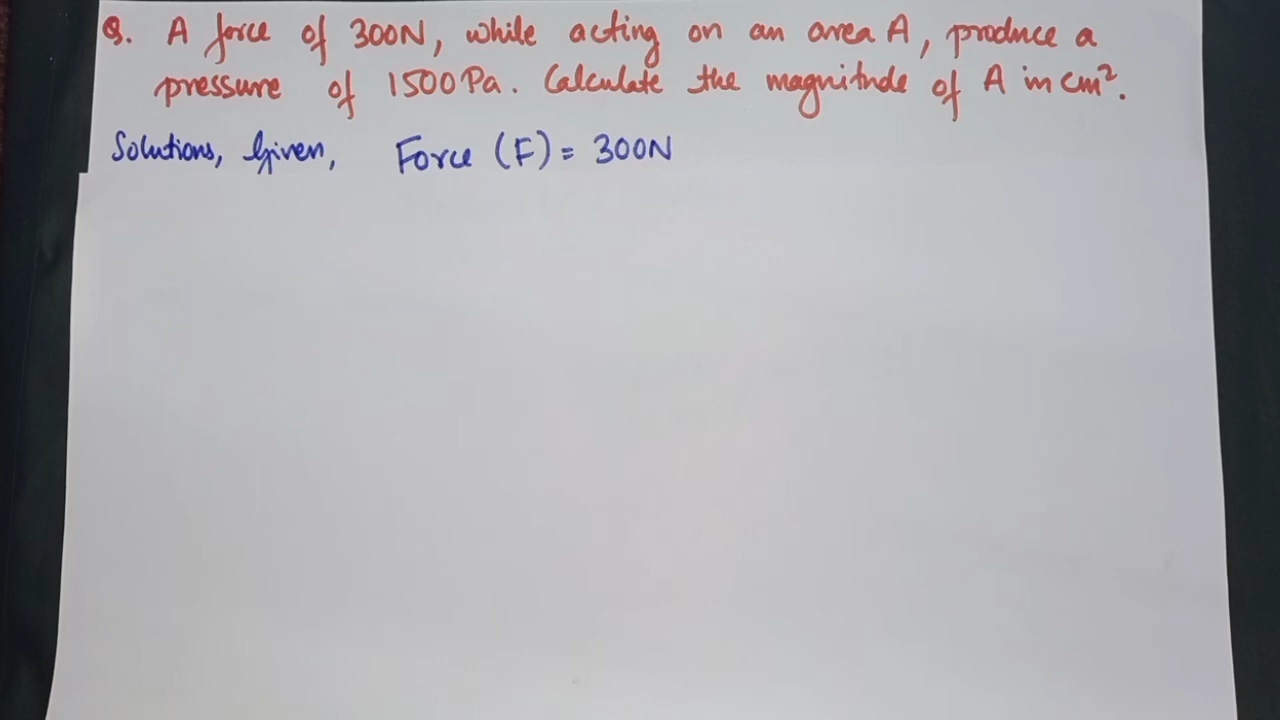 Q. A force of 300N, while acting on an area A, produce a
pressure of 1500Pa. Calculate the magnitude of A in cm².
Solutions, Given, Force (F) = 300N